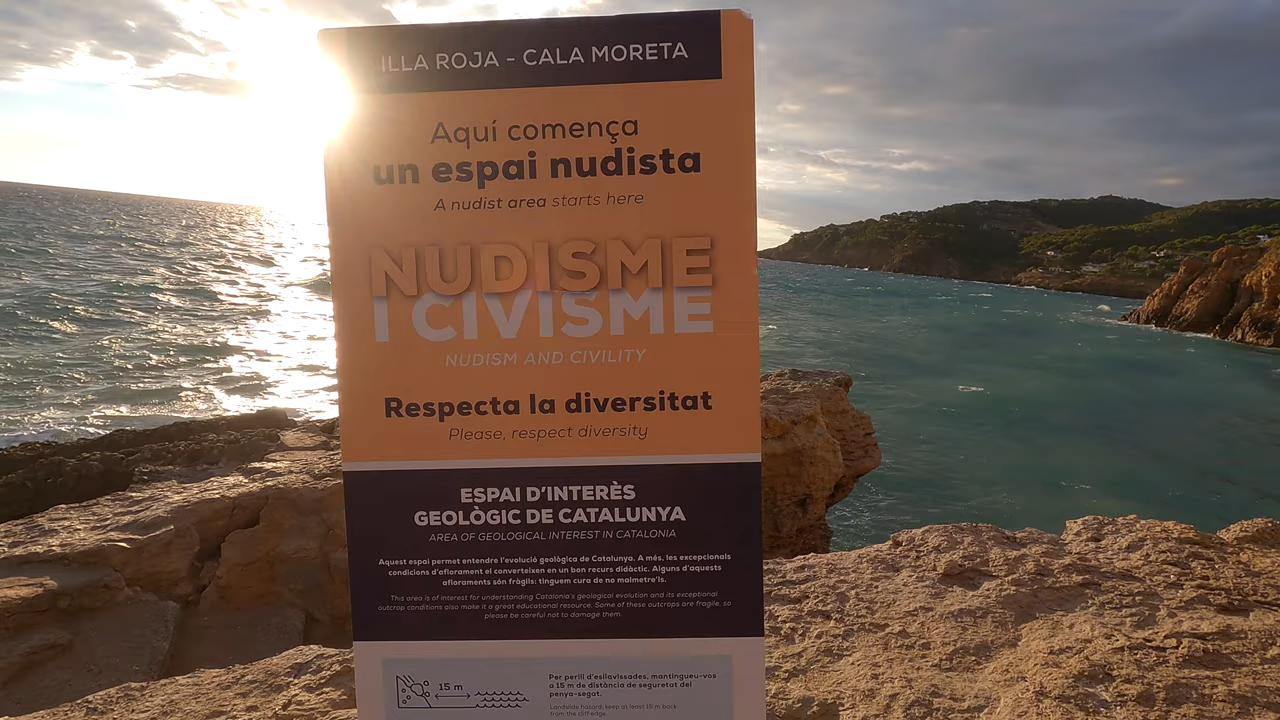 ILLA ROJA - CALA MORETA
Aquí comença
un espai nudista
A nudist area starts here
NUDISME
I CIVISME
NUDISM AND CIVILITY
Respecta la diversitat
Please, respect diversity
ESPAI D'INTERÈS
GEOLÒGIC DE CATALUNYA
AREA OF GEOLOGICAL INTEREST IN CATALONIA
Aquest espai permet entendre l'evolució geològica de Catalunya. A més, les excepcionals
condicions d'aflorament el converteixen en un bon recurs didàctic. Alguns d'aquests
afloraments són fràgils: tinguem cura de no malmetre'ls.
This area is of interest for understanding Catalonia's geological evolution and its exceptional
outcrop conditions also make it a great educational resource. Some of these outcrops are fragile, so
please be careful not to damage them.
15 m
Per perill d'esllavissades, mantingueu-vos
a 15 m de distància de seguretat del
penya-segat.
Landslide hazard; keep at least 15 m back
from the cliff edge.